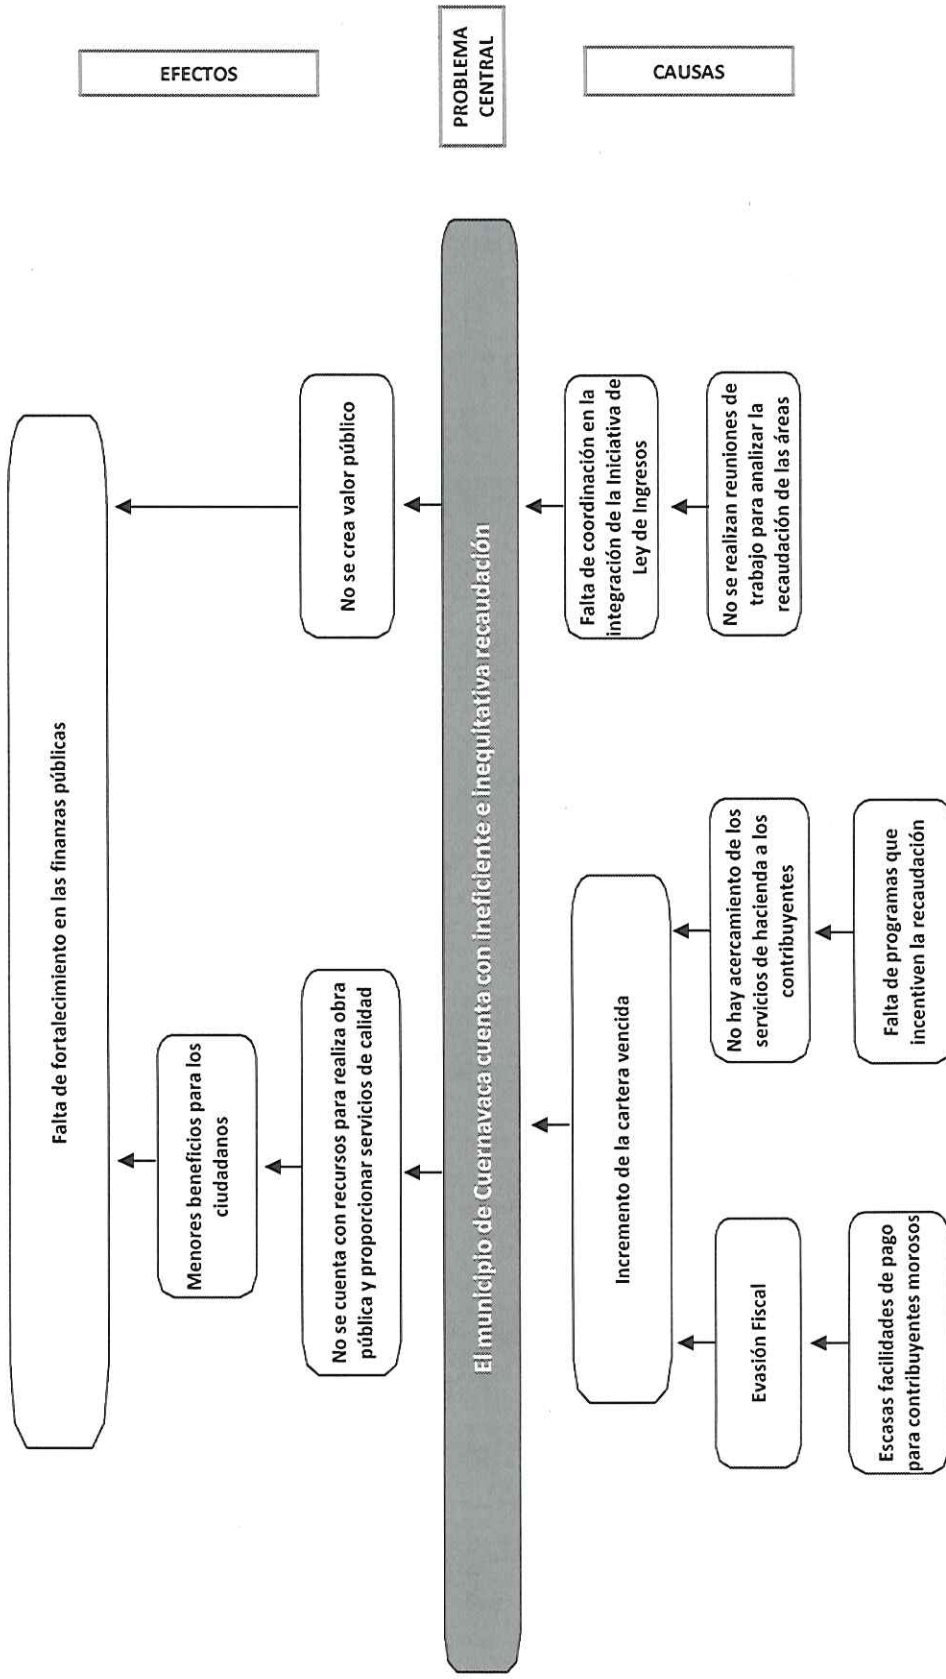 Falta de fortalecimiento en las finanzas públicas
EFECTOS
Menores beneficios para los
ciudadanos
No se cuenta con recursos para realiza obra
pública y proporcionar servicios de calidad
No se crea valor público
El municipio de Cuernavaca cuenta con ineficiente e inequitativa recaudación
PROBLEMA
CENTRAL
Incremento de la cartera vencida
Falta de coordinación en la
integración de la Iniciativa de
Ley de Ingresos
CAUSAS
Evasión Fiscal
No hay acercamiento de los
servicios de hacienda a los
contribuyentes
No se realizan reuniones de
trabajo para analizar la
recaudación de las áreas
Escasas facilidades de pago
para contribuyentes morosos
Falta de programas que
incentiven la recaudación